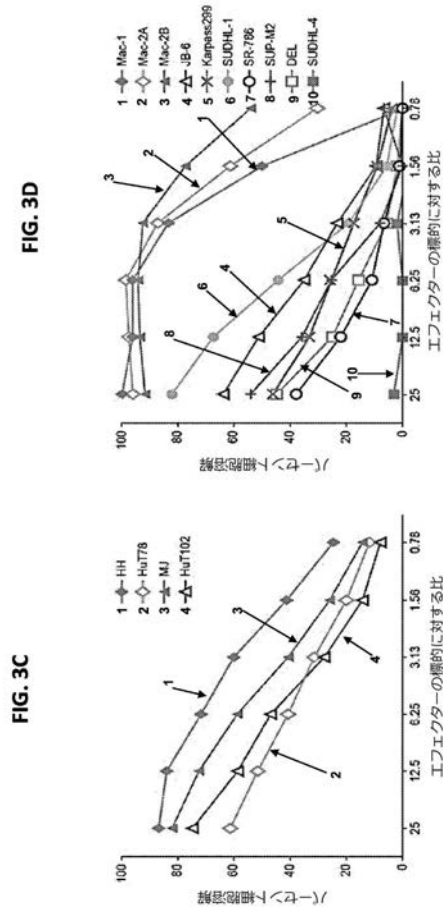 FIG. 3C
1 HH
2 HuT78
3 MJ
4 HuT102
パーセント細胞溶解
100
80
60
40
20
0
1
3
2
4
25
12.5
6.25
3.13
1.56
0.78
エフェクターの標的に対する比
FIG. 3D
1 Mac-1
2 Mac-2A
3 Mac-2B
4 JB-6
5 Karpass299
6 SUDHL-1
7 SR-786
8 SUP-M2
9 DEL
10 SUDHL-4
パーセント細胞溶解
100
80
60
40
20
0
3
2
1
6
4
5
8
10
9
7
25
12.5
6.25
3.13
1.56
0.78
エフェクターの標的に対する比